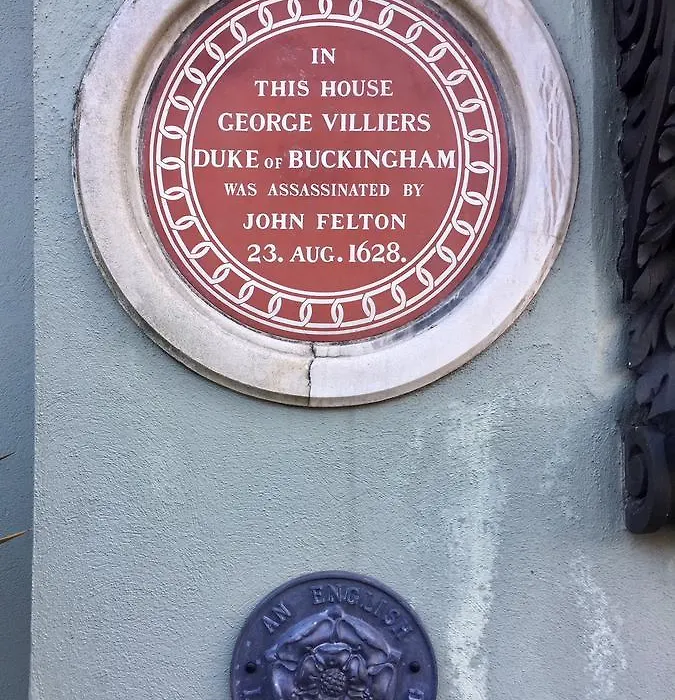 IN
THIS HOUSE
GEORGE VILLIERS
DUKE OF BUCKINGHAM
WAS ASSASSINATED BY
JOHN FELTON
23. AUG. 1628.
AN ENGLISH